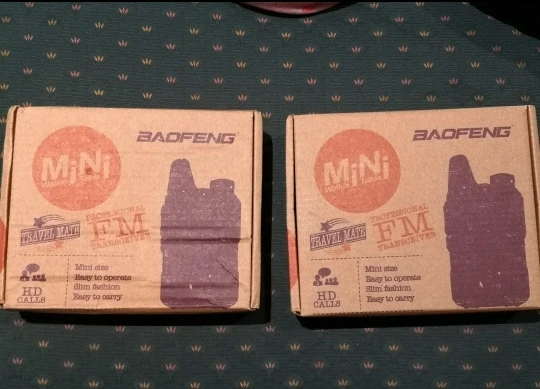 BAOFENG
MiNi
TRAVEL MATE
PROFESSIONAL
FM
TRANSCEIVER
HD
CALLS
Mini size
Easy to operate
Slim fashion
Easy to carry
BAOFENG
MiNi
TRAVEL MATE
PROFESSIONAL
FM
TRANSCEIVER
HD
CALLS
Mini size
Easy to operate
Slim fashion
Easy to carry